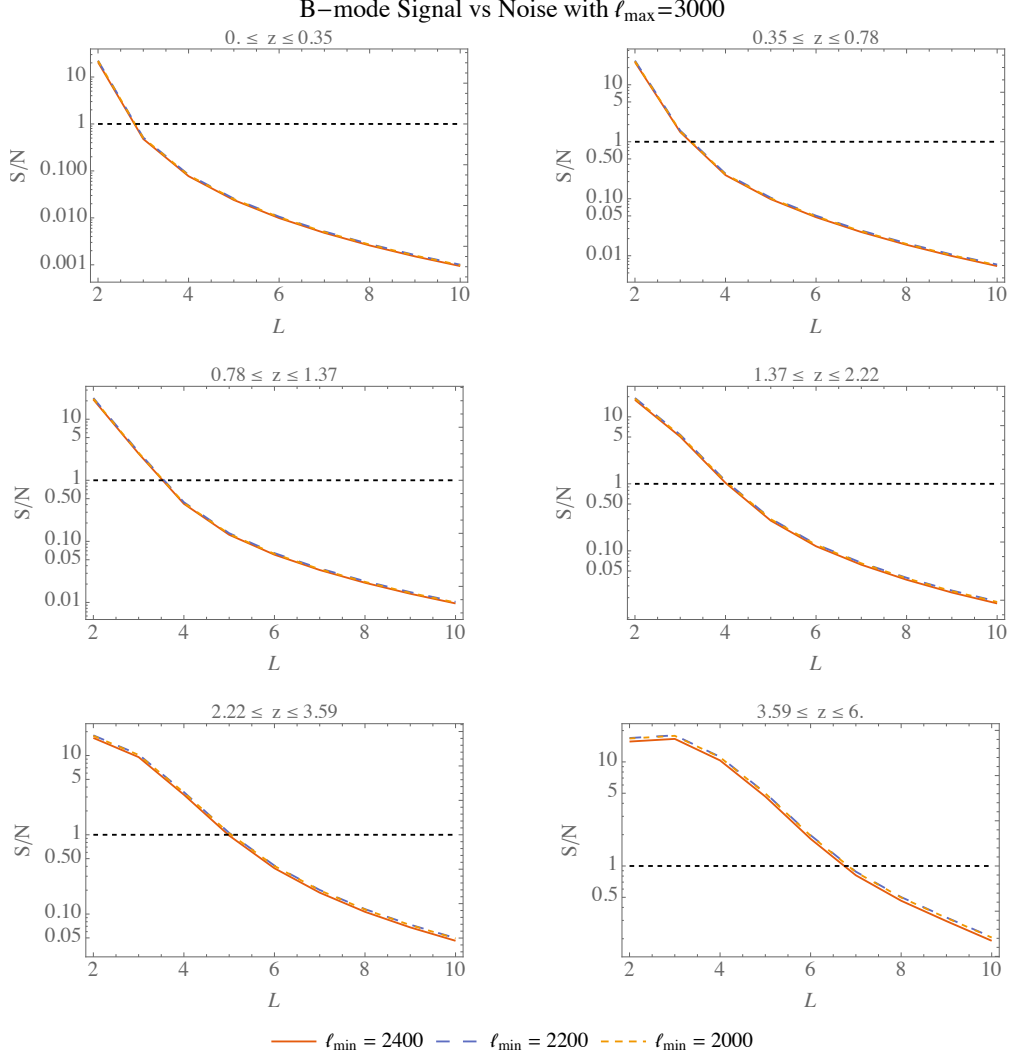 B−mode Signal vs Noise with ℓmax=3000
0. ≤ z ≤ 0.35
S/N
10
1
0.100
0.010
0.001
2 4 6 8 10
L
0.35 ≤ z ≤ 0.78
S/N
10
5
1
0.50
0.10
0.05
0.01
2 4 6 8 10
L
0.78 ≤ z ≤ 1.37
S/N
10
5
1
0.50
0.10
0.05
0.01
2 4 6 8 10
L
1.37 ≤ z ≤ 2.22
S/N
10
5
1
0.50
0.10
0.05
2 4 6 8 10
L
2.22 ≤ z ≤ 3.59
S/N
10
5
1
0.50
0.10
0.05
2 4 6 8 10
L
3.59 ≤ z ≤ 6.
S/N
10
5
1
0.5
2 4 6 8 10
L
ℓmin = 2400 ℓmin = 2200 ℓmin = 2000